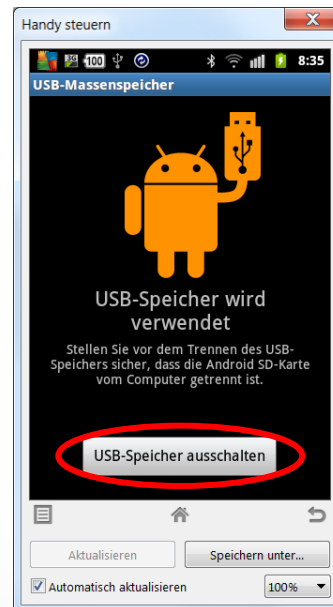 Handy steuern
100
8:35
USB-Massenspeicher
USB-Speicher wird
verwendet
Stellen Sie vor dem Trennen des USB-
Speichers sicher, dass die Android SD-Karte
vom Computer getrennt ist.
USB-Speicher ausschalten
Aktualisieren
Speichern unter...
Automatisch aktualisieren
100%